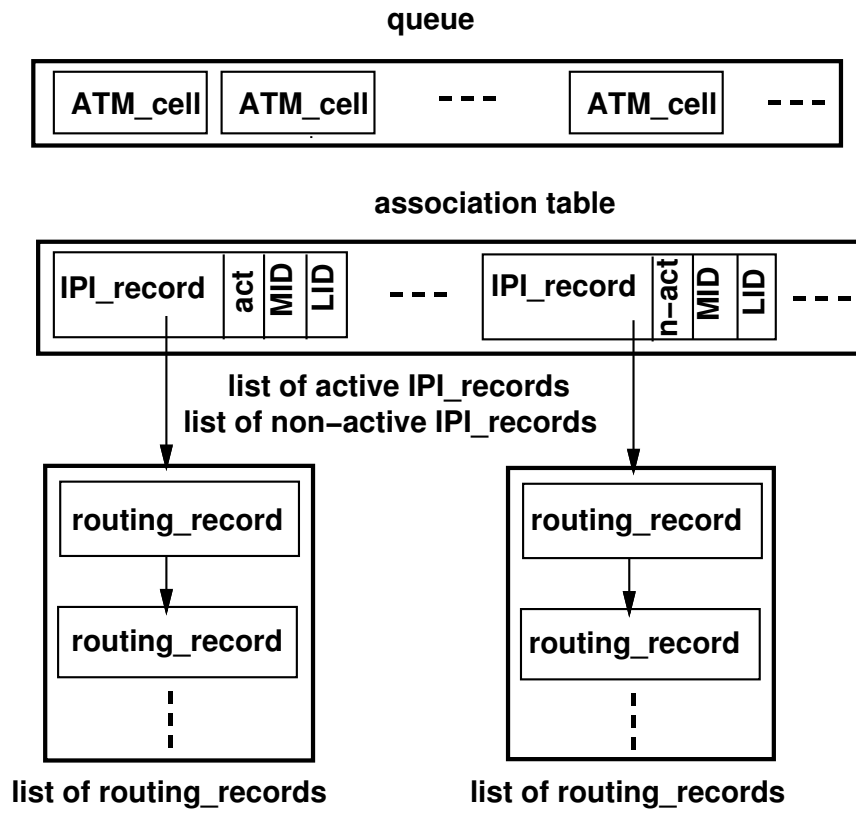 queue
ATM_cell ATM_cell --- ATM_cell ---
association table
IPI_record act MID LID --- IPI_record n-act MID LID ---
list of active IPI_records
list of non-active IPI_records
routing_record routing_record
routing_record routing_record
list of routing_records list of routing_records